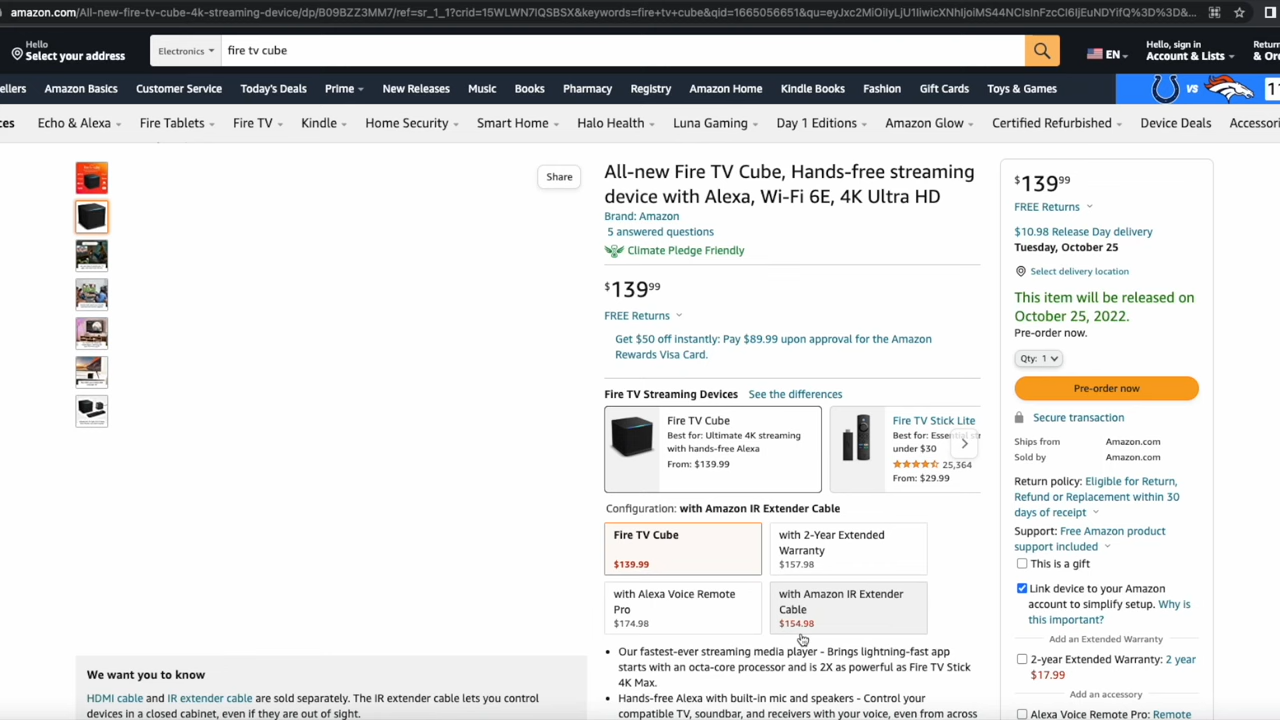 amazon.com/All-new-fire-tv-cube-4k-streaming-device/dp/B09BZZ3MM7/ref=sr_1_1?crid=15WLWN7IQSBSX&keywords=fire+tv+cube&qid=1665056651&qu=
Hello
Select your address
Electronics
fire tv cube
EN
Hello, sign in
Account & Lists
Return
& Or
ellers
Amazon Basics
Customer Service
Today's Deals
Prime
New Releases
Music
Books
Pharmacy
Registry
Amazon Home
Kindle Books
Fashion
Gift Cards
Toys & Games
VS
ces
Echo & Alexa
Fire Tablets
Fire TV
Kindle
Home Security
Smart Home
Halo Health
Luna Gaming
Day 1 Editions
Amazon Glow
Certified Refurbished
Device Deals
Accessori
Share
All-new Fire TV Cube, Hands-free streaming
device with Alexa, Wi-Fi 6E, 4K Ultra HD
Brand: Amazon
5 answered questions
Climate Pledge Friendly
$13999
FREE Returns
Get $50 off instantly: Pay $89.99 upon approval for the Amazon
Rewards Visa Card.
Fire TV Streaming Devices See the differences
Fire TV Cube
Best for: Ultimate 4K streaming
with hands-free Alexa
From: $139.99
Fire TV Stick Lite
Best for: Essential str
under $30
25,364
From: $29.99
Configuration: with Amazon IR Extender Cable
Fire TV Cube
$139.99
with 2-Year Extended
Warranty
$157.98
with Alexa Voice Remote
Pro
$174.98
with Amazon IR Extender
Cable
$154.98
• Our fastest-ever streaming media player - Brings lightning-fast app
starts with an octa-core processor and is 2X as powerful as Fire TV Stick
4K Max.
• Hands-free Alexa with built-in mic and speakers - Control your
compatible TV, soundbar, and receivers with your voice, even from across
We want you to know
HDMI cable and IR extender cable are sold separately. The IR extender cable lets you control
devices in a closed cabinet, even if they are out of sight.
$13999
FREE Returns
$10.98 Release Day delivery
Tuesday, October 25
Select delivery location
This item will be released on
October 25, 2022.
Pre-order now.
Qty: 1
Pre-order now
Secure transaction
Ships from Amazon.com
Sold by Amazon.com
Return policy: Eligible for Return,
Refund or Replacement within 30
days of receipt
Support: Free Amazon product
support included
This is a gift
Link device to your Amazon
account to simplify setup. Why is
this important?
Add an Extended Warranty
2-year Extended Warranty: 2 year
$17.99
Add an accessory
Alexa Voice Remote Pro: Remote